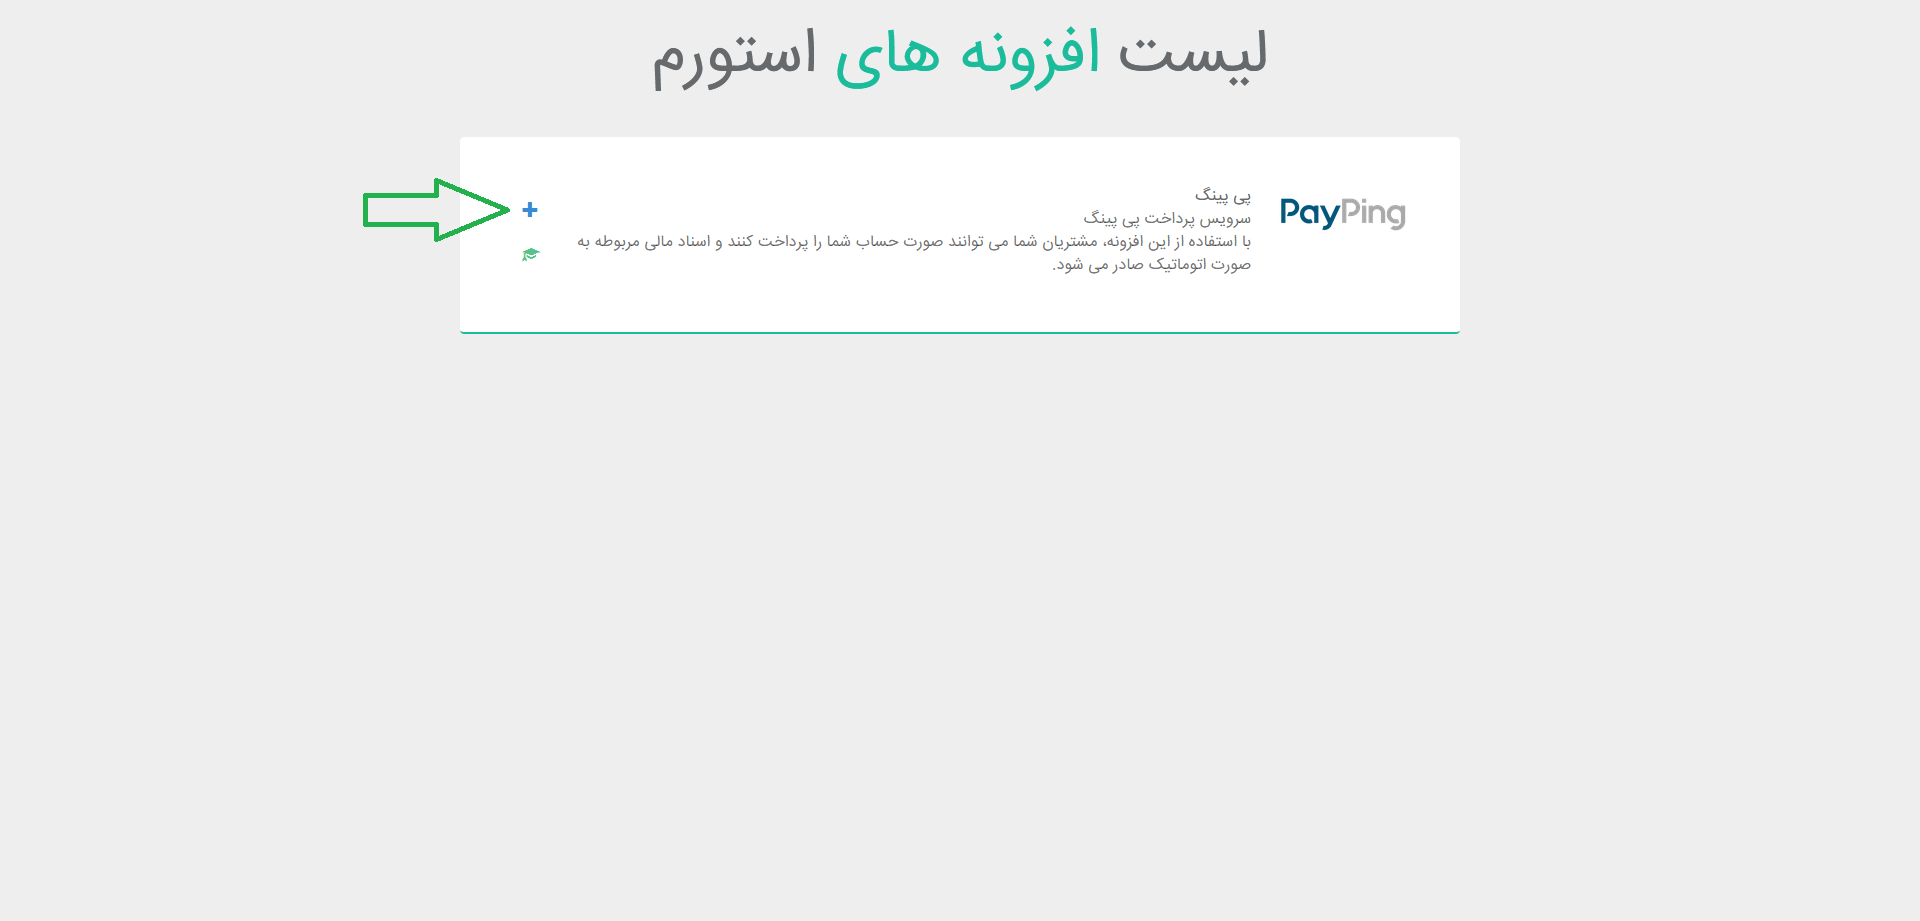 لیست افزونه های استورم
PayPing
پی پینگ
سرویس پرداخت پی پینگ
با استفاده از این افزونه، مشتریان شما می توانند صورت حساب شما را پرداخت کنند و اسناد مالی مربوطه به
صورت اتوماتیک صادر می شود.